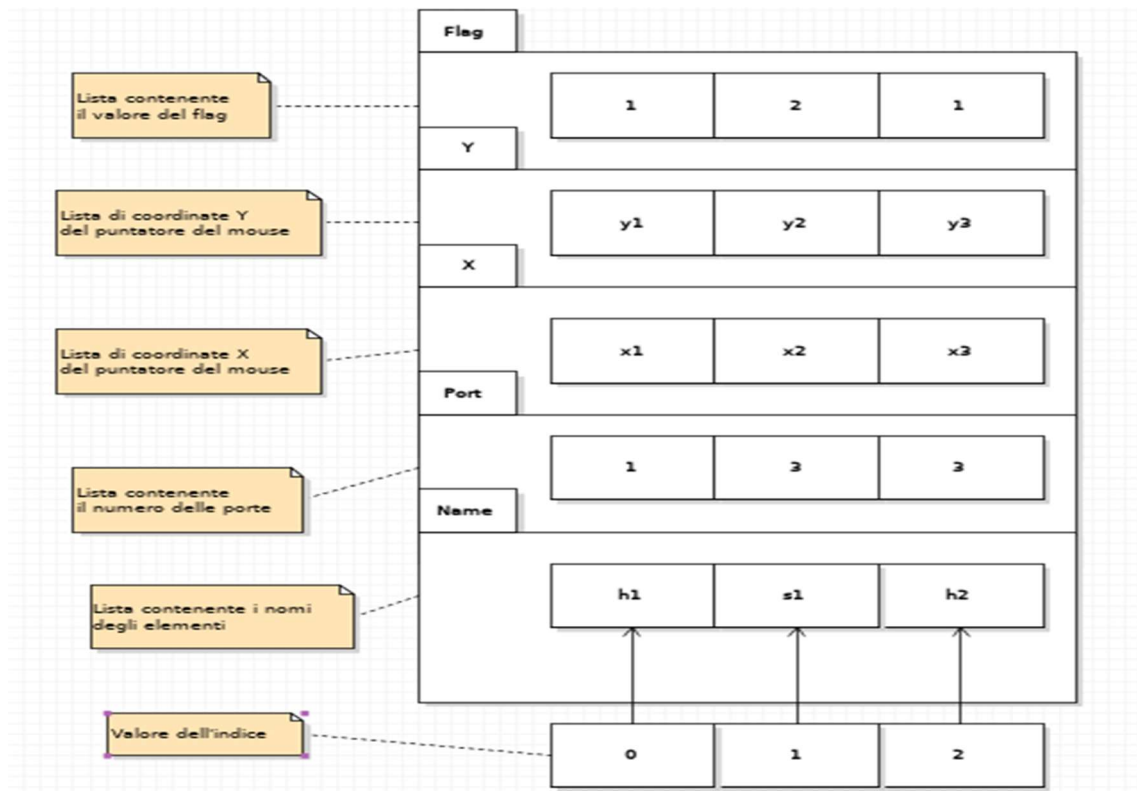 Flag
Lista contenente
il valore del flag
1 2 1
Y
Lista di coordinate Y
del puntatore del mouse
y1 y2 y3
X
Lista di coordinate X
del puntatore del mouse
x1 x2 x3
Port
Lista contenente
il numero delle porte
1 3 3
Name
Lista contenente i nomi
degli elementi
h1 s1 h2
Valore dell'indice
0 1 2